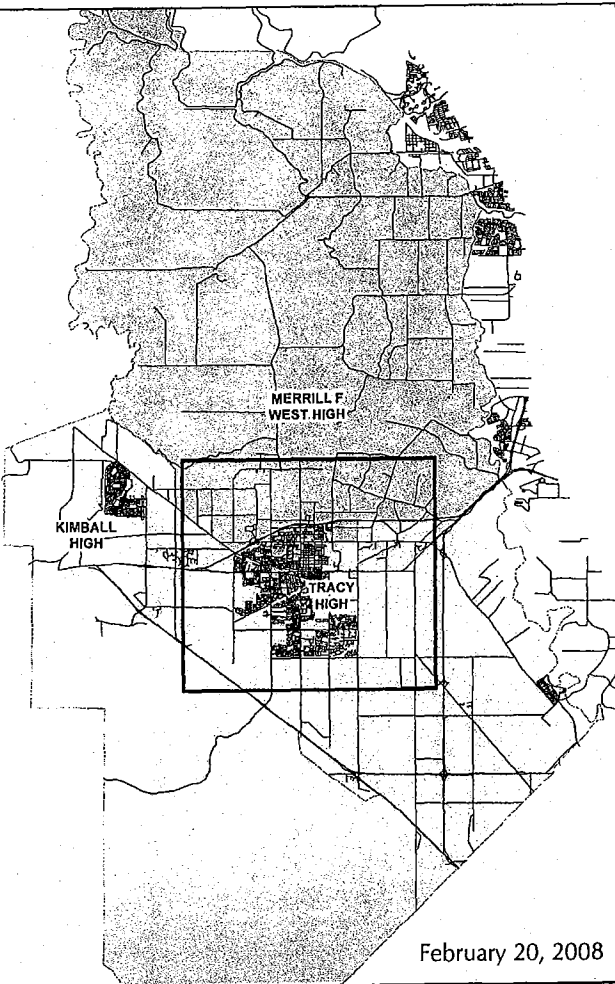 MERRILL F.
WEST HIGH
KIMBALL
HIGH
TRACY
HIGH
February 20, 2008